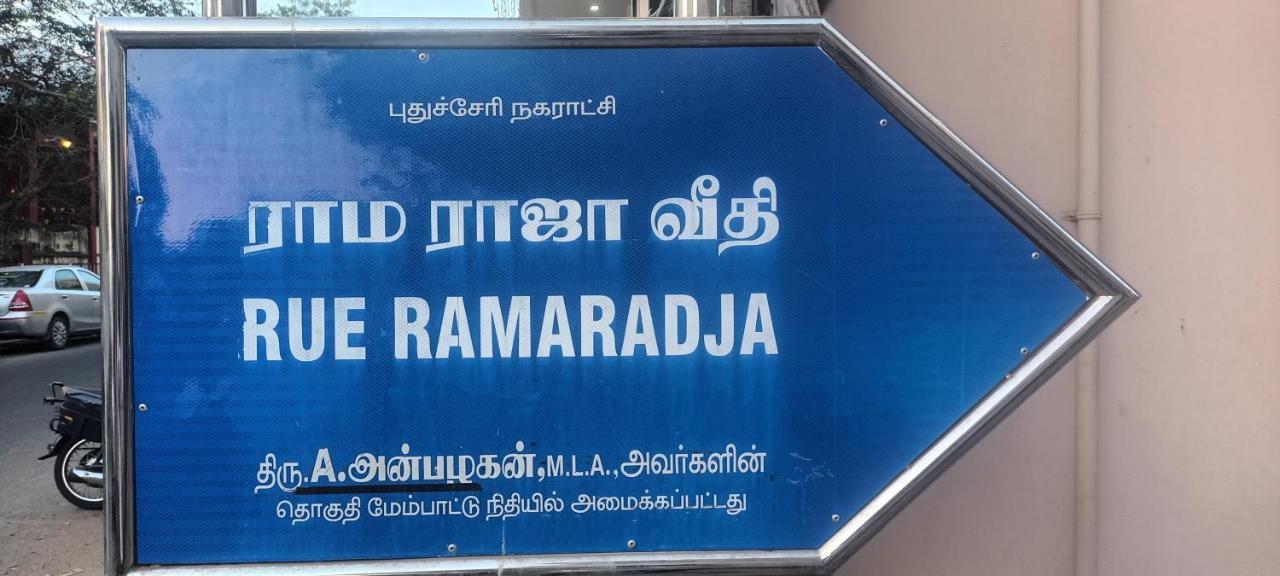 புதுச்சேரி நகராட்சி
ராம ராஜா வீதி
RUE RAMARADJA
திரு.A.அன்பழகன்,M.L.A.,அவர்களின்
தொகுதி மேம்பாட்டு நிதியில் அமைக்கப்பட்டது